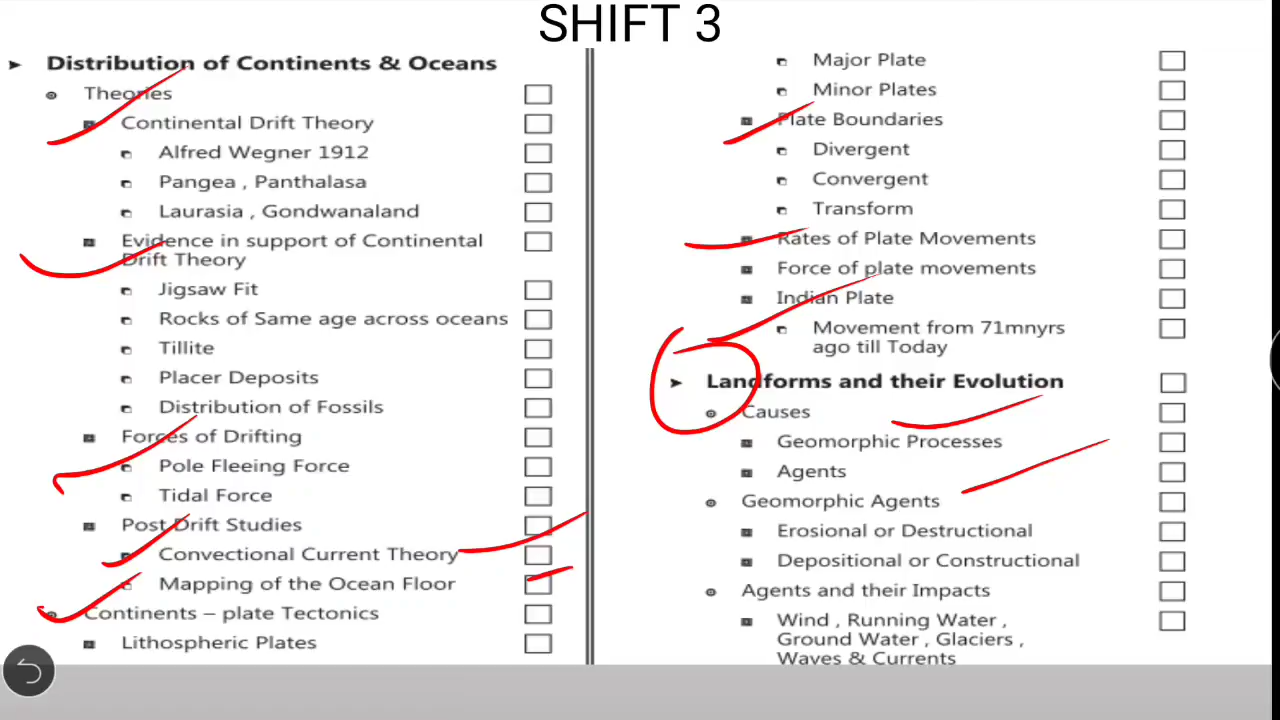 SHIFT 3
Distribution of Continents & Oceans
Theories
Continental Drift Theory
Alfred Wegner 1912
Pangea , Panthalasa
Laurasia , Gondwanaland
Evidence in support of Continental
Drift Theory
Jigsaw Fit
Rocks of Same age across oceans
Tillite
Placer Deposits
Distribution of Fossils
Forces of Drifting
Pole Fleeing Force
Tidal Force
Post Drift Studies
Convectional Current Theory
Mapping of the Ocean Floor
Continents – plate Tectonics
Lithospheric Plates
Major Plate
Minor Plates
Plate Boundaries
Divergent
Convergent
Transform
Rates of Plate Movements
Force of plate movements
Indian Plate
Movement from 71mnyrs
ago till Today
Landforms and their Evolution
Causes
Geomorphic Processes
Agents
Geomorphic Agents
Erosional or Destructional
Depositional or Constructional
Agents and their Impacts
Wind , Running Water ,
Ground Water , Glaciers ,
Waves & Currents